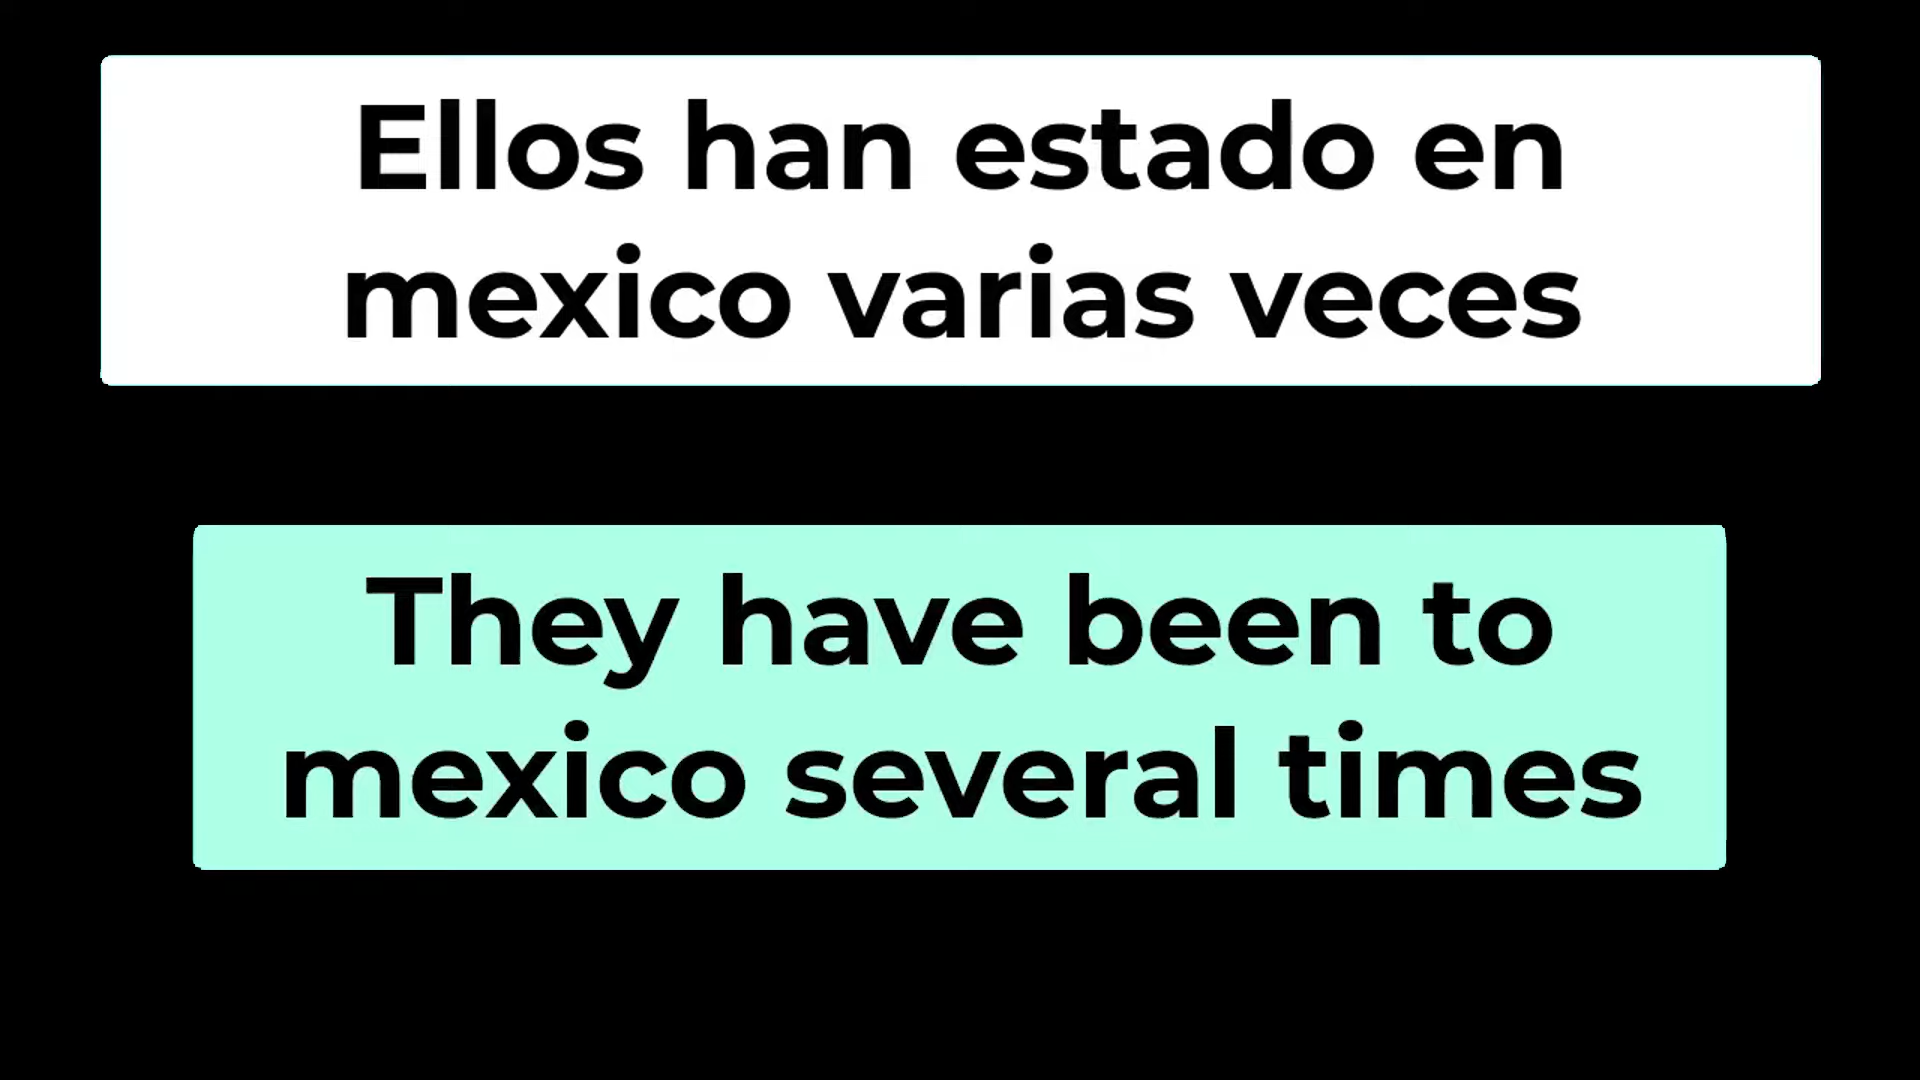 Ellos han estado en
mexico varias veces
They have been to
mexico several times